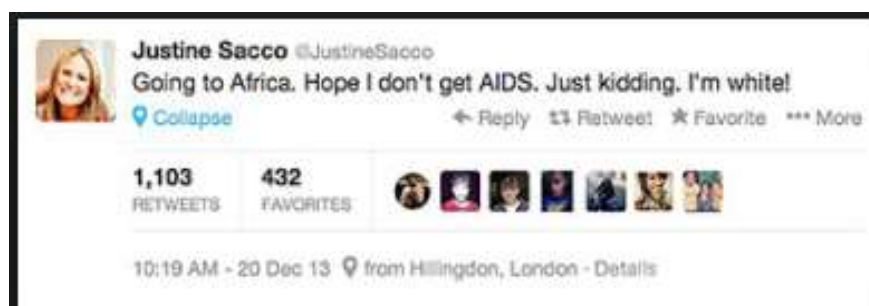 Justine Sacco @JustineSacco
Going to Africa. Hope I don't get AIDS. Just kidding. I'm white!
Collapse Reply Retweet Favorite More
1,103 432
RETWEETS FAVORITES
10:19 AM - 20 Dec 13 from Hillingdon, London · Details